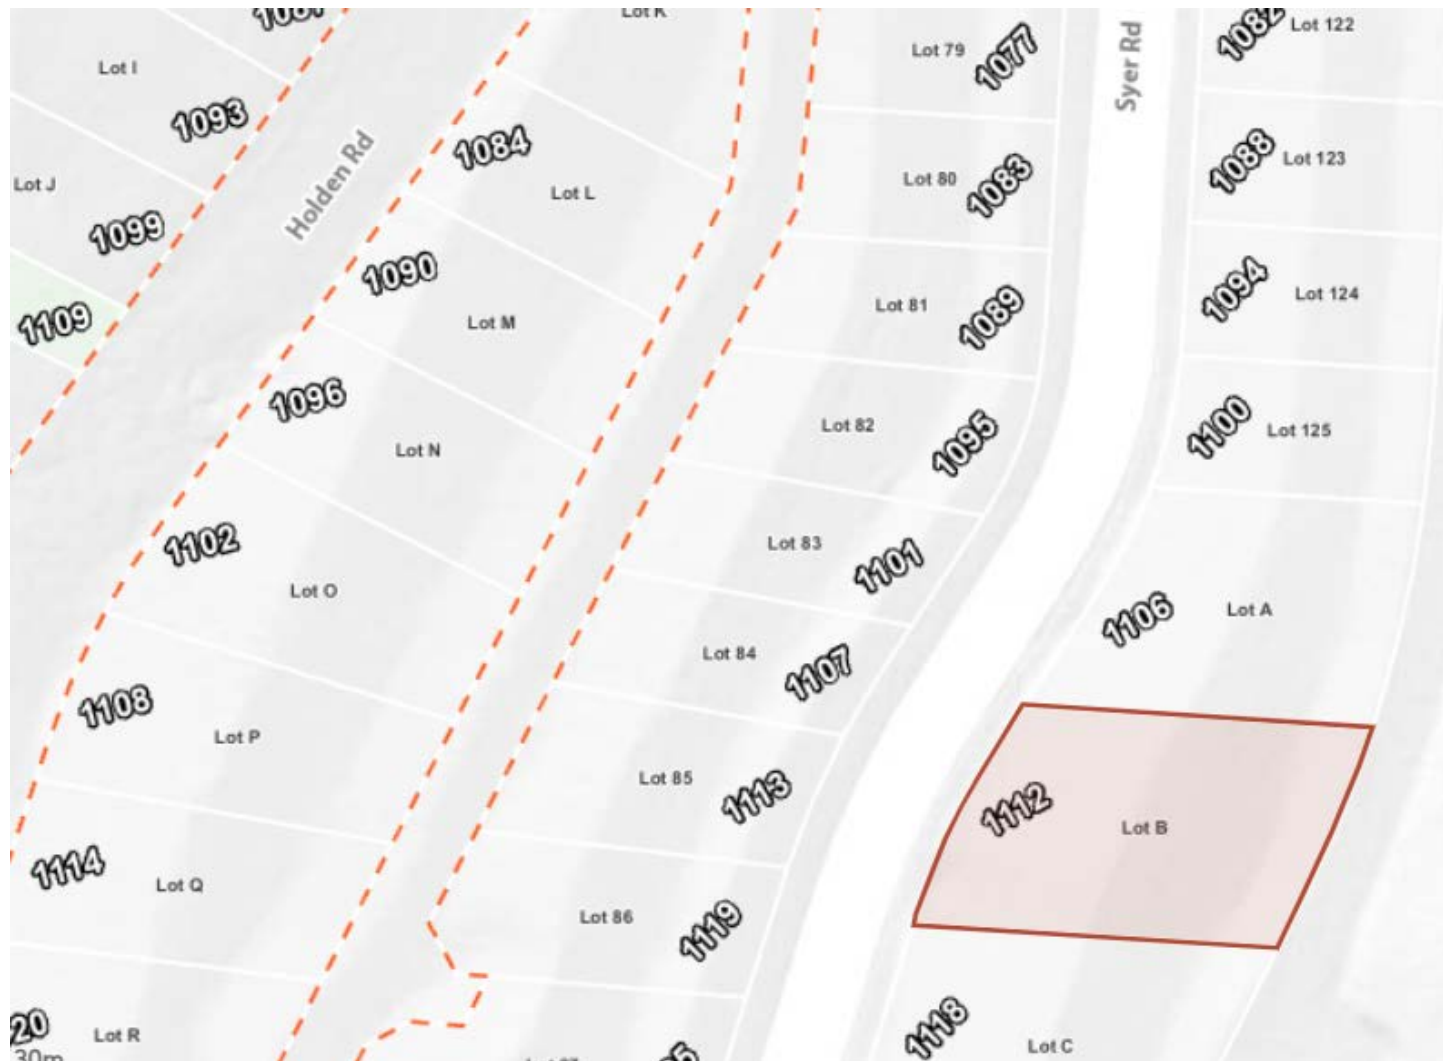 Lot K
Lot I
1093
Lot J
1099
1109
Holden Rd
1084
Lot L
1090
Lot M
1096
Lot N
1102
Lot O
1108
Lot P
1114
Lot Q
Lot R
30m
Lot 79
1077
Lot 80
1083
Lot 81
1089
Lot 82
1095
Lot 83
1101
Lot 84
1107
Lot 85
1113
Lot 86
1119
Syer Rd
1082
Lot 122
1088
Lot 123
1094
Lot 124
1100
Lot 125
1106
Lot A
1112
Lot B
1118
Lot C